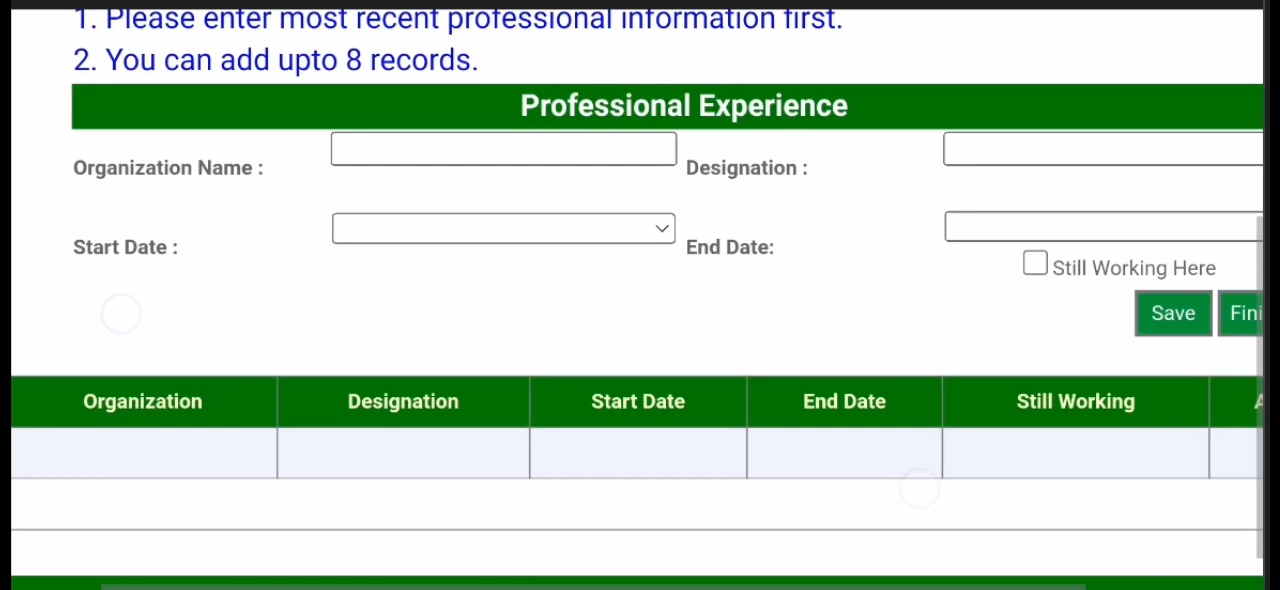 1. Please enter most recent professional information first.
2. You can add upto 8 records.
Professional Experience
Organization Name :
Designation :
Start Date :
End Date:
Still Working Here
Save
Organization Designation Start Date End Date Still Working